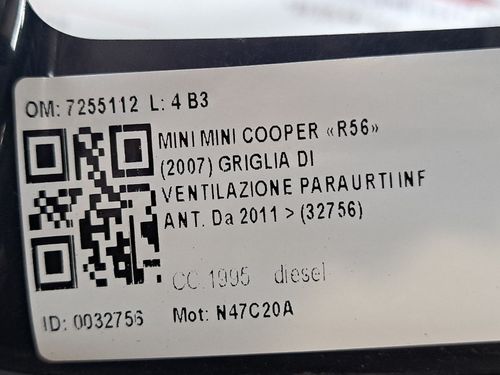 OM: 7255112 L: 4 B3
MINI MINI COOPER «R56»
(2007) GRIGLIA DI
VENTILAZIONE PARAURTI INF
ANT. Da 2011 > (32756)
CC.1995 diesel
ID: 0032756 Mot: N47C20A